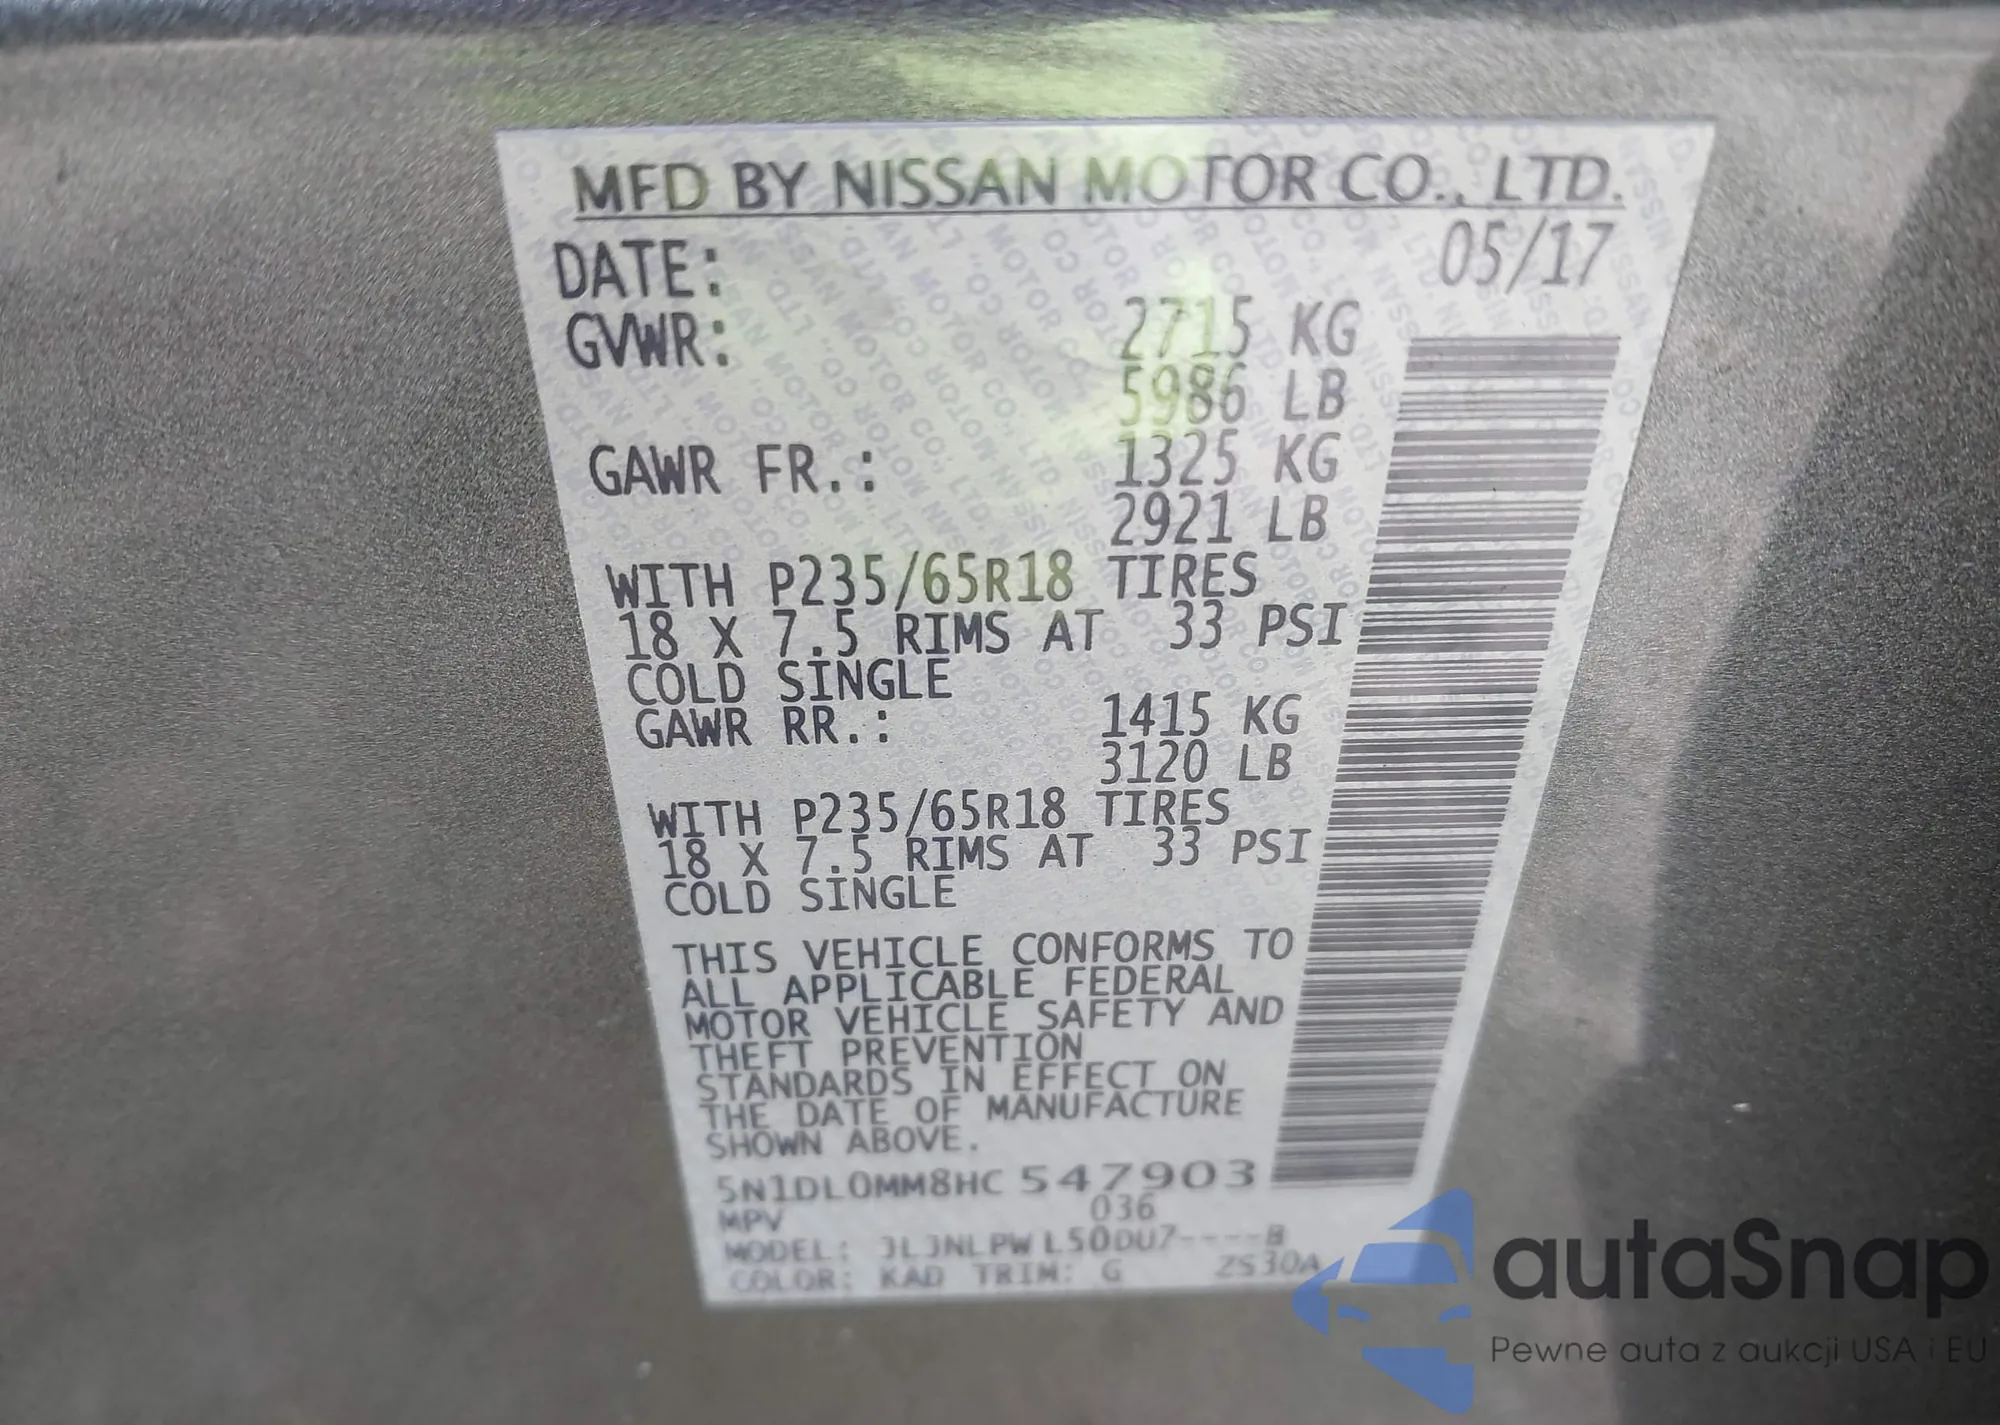 MFD BY NISSAN MOTOR CO., LTD.
DATE: 05/17
GVWR: 2715 KG
5986 LB
GAWR FR.: 1325 KG
2921 LB
WITH P235/65R18 TIRES
18 X 7.5 RIMS AT 33 PSI
COLD SINGLE
GAWR RR.: 1415 KG
3120 LB
WITH P235/65R18 TIRES
18 X 7.5 RIMS AT 33 PSI
COLD SINGLE
THIS VEHICLE CONFORMS TO
ALL APPLICABLE FEDERAL
MOTOR VEHICLE SAFETY AND
THEFT PREVENTION
STANDARDS IN EFFECT ON
THE DATE OF MANUFACTURE
SHOWN ABOVE.
5N1DL0MM8HC 547903
MPV 036
MODEL: JLJNLPW L50DU7----B
COLOR: KAD TRIM: G ZS30A
autaSnap
Pewne auta z aukcji USA i EU